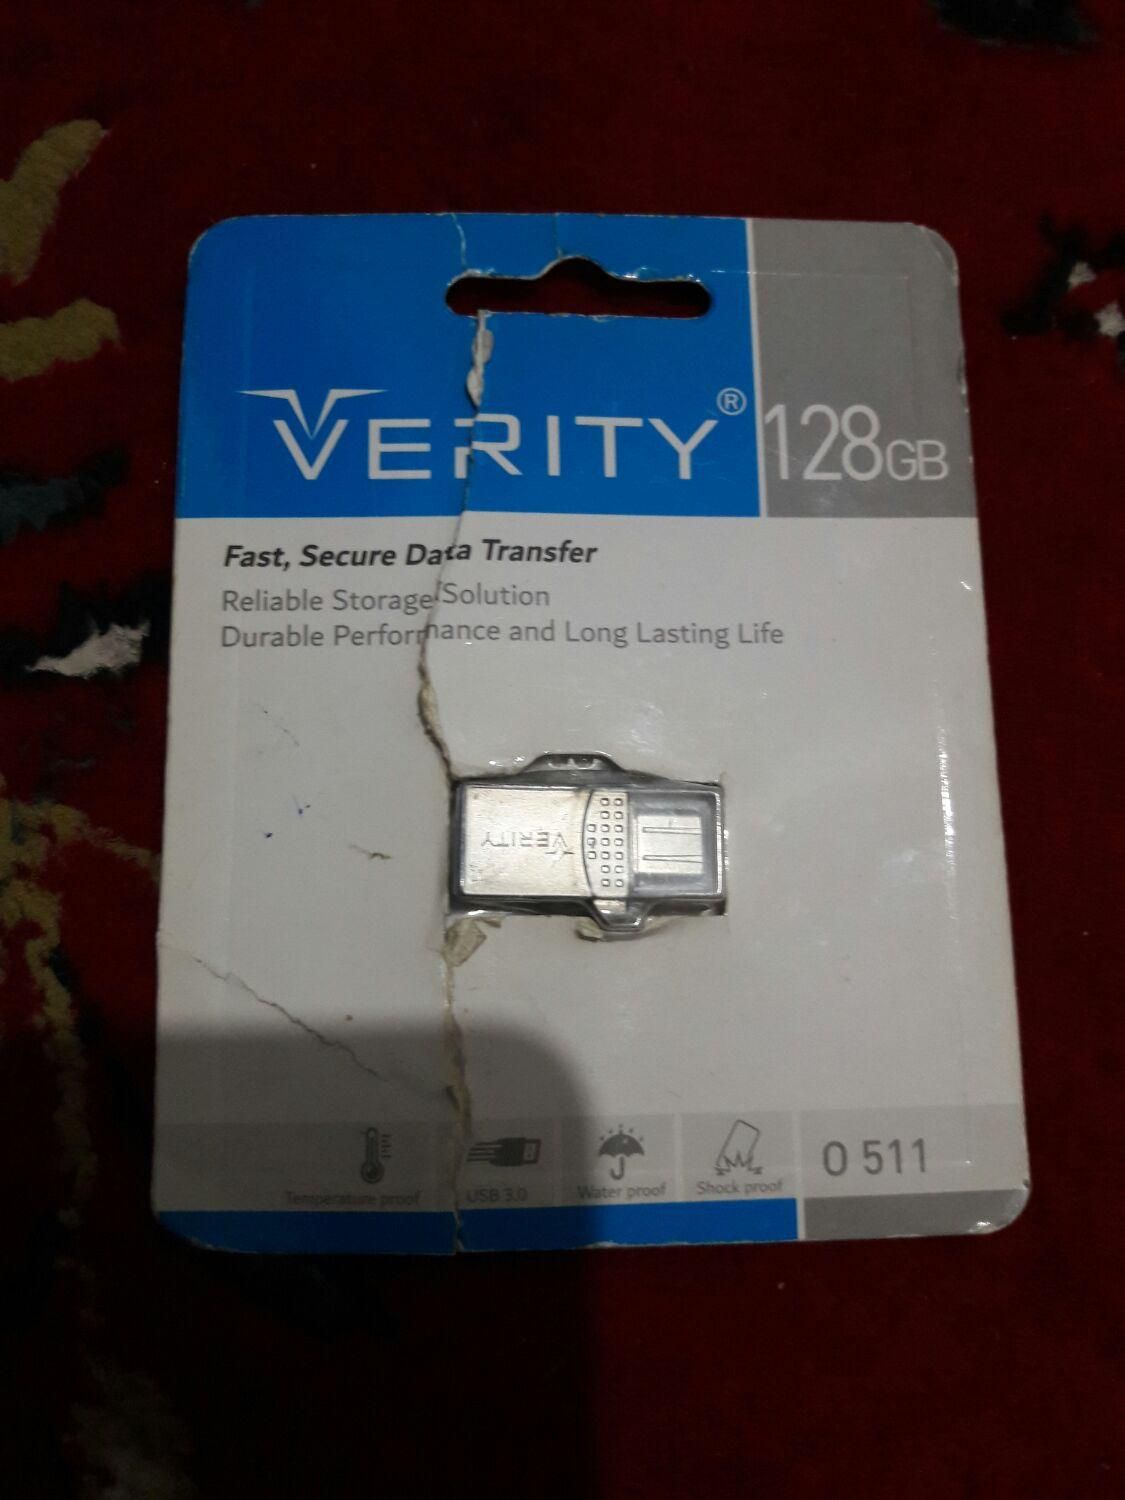 VERITY® 128GB
Fast, Secure Data Transfer
Reliable Storage Solution
Durable Performance and Long Lasting Life
VERITY
Temperature proof
USB 3.0
Water proof
Shock proof
O 511